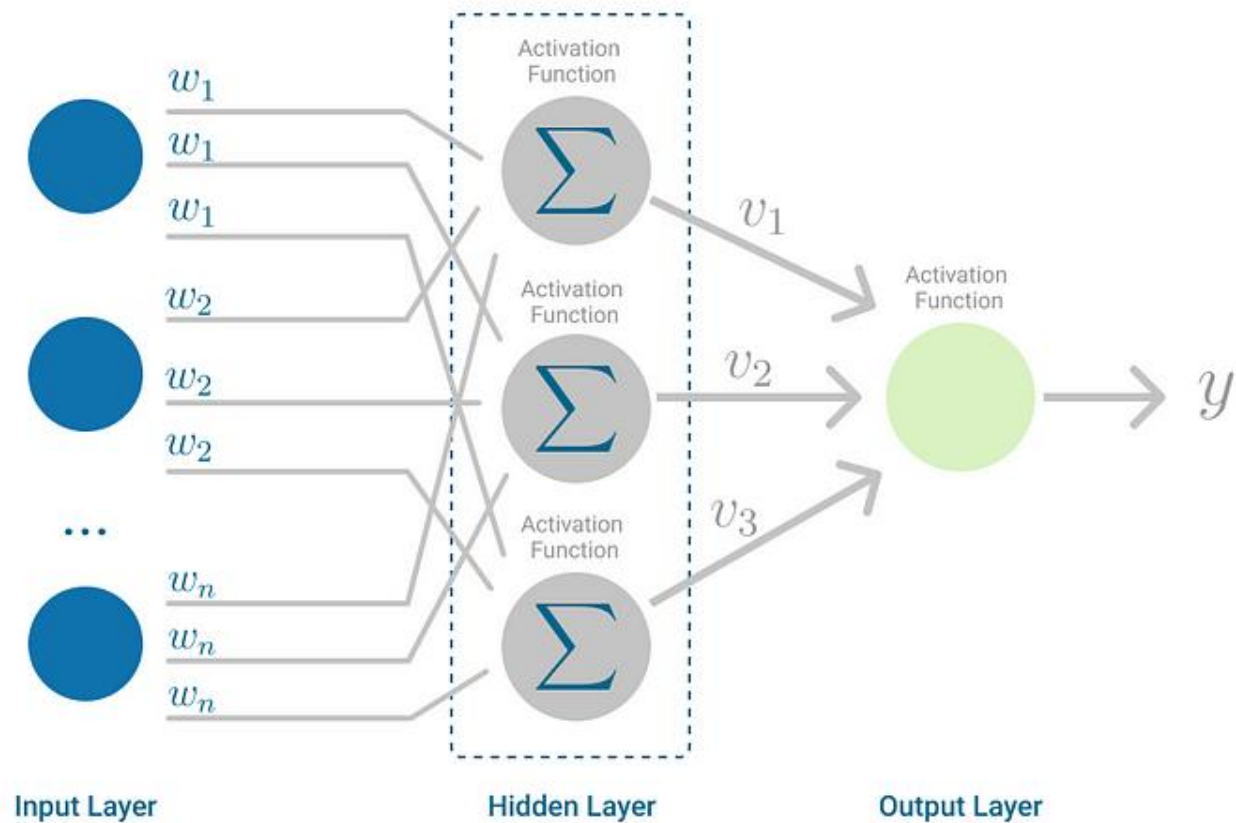 Activation
Function
w₁
w₁
w₁
w₂
w₂
w₂
...
wₙ
wₙ
wₙ
Σ
Activation
Function
Σ
Activation
Function
Σ
v₁
v₂
v₃
Activation
Function
y
Input Layer
Hidden Layer
Output Layer